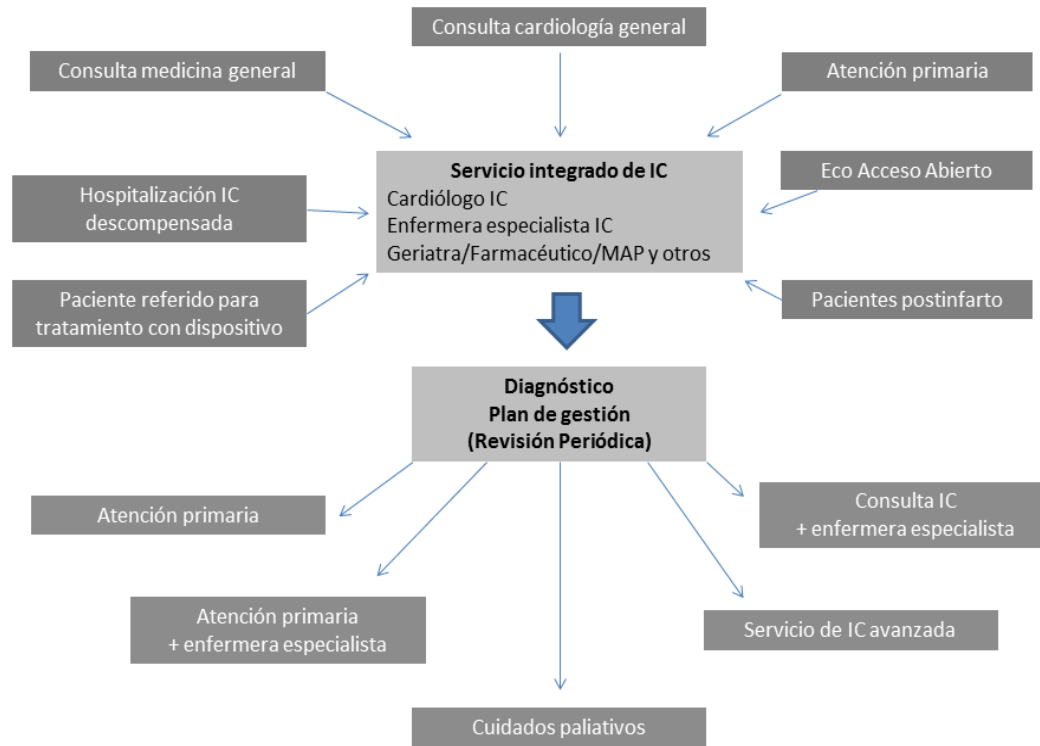 Consulta cardiología general
Consulta medicina general
Atención primaria
Servicio integrado de IC
Cardiólogo IC
Enfermera especialista IC
Geriatra/Farmacéutico/MAP y otros
Eco Acceso Abierto
Hospitalización IC
descompensada
Paciente referido para
tratamiento con dispositivo
Pacientes postinfarto
Diagnóstico
Plan de gestión
(Revisión Periódica)
Atención primaria
Consulta IC
+ enfermera especialista
Atención primaria
+ enfermera especialista
Servicio de IC avanzada
Cuidados paliativos